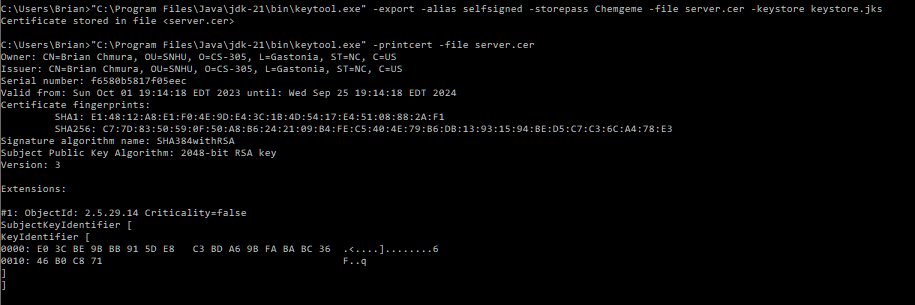 C:\Users\Brian>"C:\Program Files\Java\jdk-21\bin\keytool.exe" -export -alias selfsigned -storepass Chemgeme -file server.cer -keystore keystore.jks
Certificate stored in file <server.cer>
C:\Users\Brian>"C:\Program Files\Java\jdk-21\bin\keytool.exe" -printcert -file server.cer
Owner: CN=Brian Chmura, OU=SNHU, O=CS-305, L=Gastonia, ST=NC, C=US
Issuer: CN=Brian Chmura, OU=SNHU, O=CS-305, L=Gastonia, ST=NC, C=US
Serial number: f6580b5817f05eec
Valid from: Sun Oct 01 19:14:18 EDT 2023 until: Wed Sep 25 19:14:18 EDT 2024
Certificate fingerprints:
SHA1: E1:48:12:A8:E1:F0:4E:9D:E4:3C:1B:4D:54:17:E4:51:08:88:2A:F1
SHA256: C7:7D:83:50:59:0F:50:A8:B6:24:21:09:B4:FE:C5:40:4E:79:B6:DB:13:93:15:94:BE:D5:C7:C3:6C:A4:78:E3
Signature algorithm name: SHA384withRSA
Subject Public Key Algorithm: 2048-bit RSA key
Version: 3
Extensions:
#1: ObjectId: 2.5.29.14 Criticality=false
SubjectKeyIdentifier [
KeyIdentifier [
0000: E0 3C BE 9B BB 91 5D E8   C3 BD A6 9B FA BA BC 36  .<....]........6
0010: 46 B0 C8 71                                        F..q
]
]